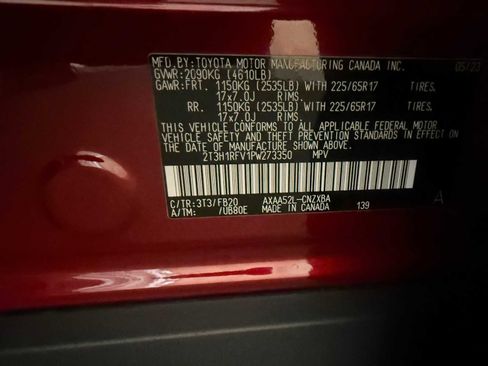 MFD.BY:TOYOTA MOTOR MANUFACTURING CANADA INC. 05/23
GVWR:2090KG (4610LB)
GAWR:FRT. 1150KG (2535LB) WITH 225/65R17 TIRES,
17x7.0J RIMS
RR. 1150KG (2535LB) WITH 225/65R17 TIRES,
17x7.0J RIMS
THIS VEHICLE CONFORMS TO ALL APPLICABLE FEDERAL MOTOR
VEHICLE SAFETY AND THEFT PREVENTION STANDARDS IN EFFECT ON
THE DATE OF MANUFACTURE SHOWN ABOVE.
2T3H1RFV1PW273350 MPV
C/TR:3T3/FB20 AXAA52L-CNZXBA A
A/TM: /UB80E MADE IN CANADA 139